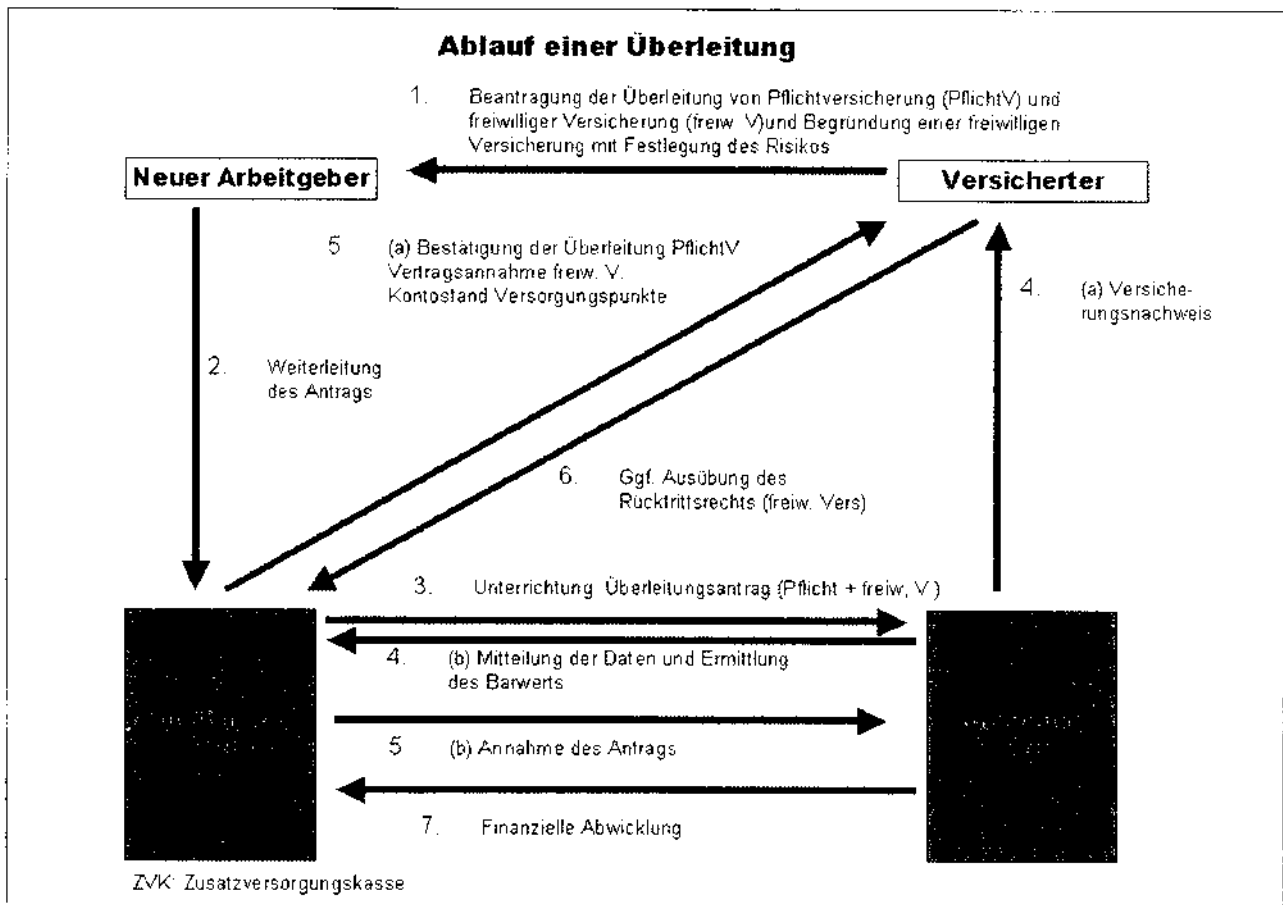 Ablauf einer Überleitung
1. Beantragung der Überleitung von Pflichtversicherung (PflichtV) und
freiwilliger Versicherung (freiw. V)und Begründung einer freiwilligen
Versicherung mit Festlegung des Risikos
Neuer Arbeitgeber
Versicherter
5 (a) Bestätigung der Überleitung PflichtV
Vertragsannahme freiw. V.
Kontostand Versorgungspunkte
4. (a) Versiche-
rungsnachweis
2. Weiterleitung
des Antrags
6. Ggf. Ausübung des
Rücktrittsrechts (freiw. Vers)
3. Unterrichtung Überleitungsantrag (Pflicht + freiw, V )
4. (b) Mitteilung der Daten und Ermittlung
des Barwerts
5 (b) Annahme des Antrags
7. Finanzielle Abwicklung
ZVK: Zusatzversorgungskasse